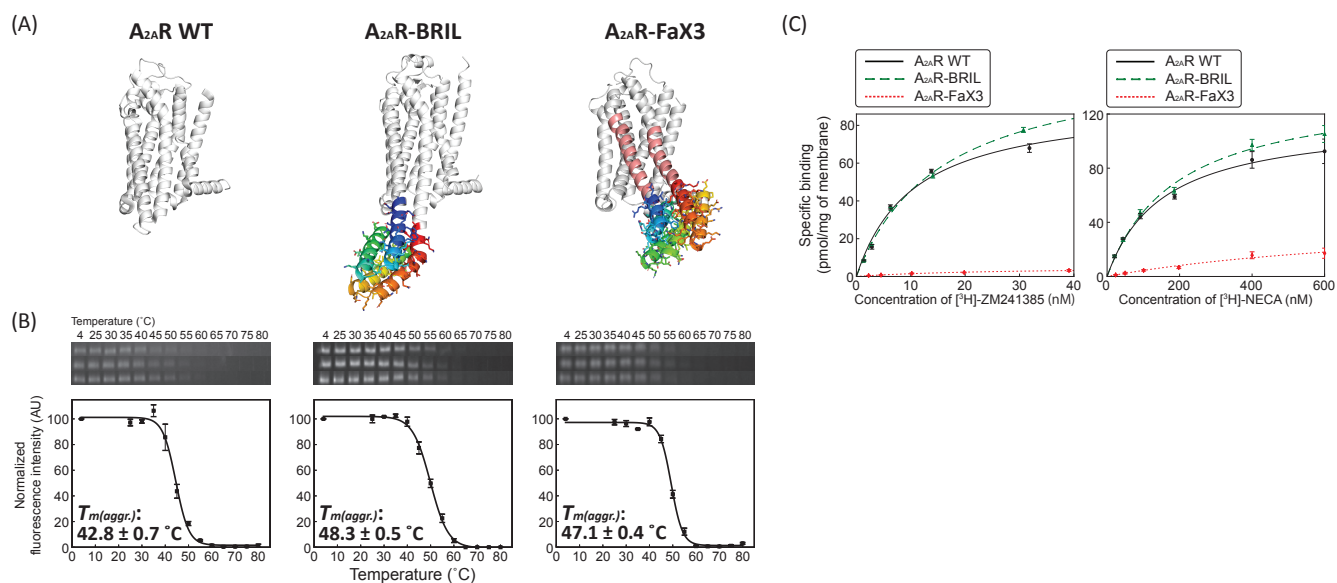 (A)
A2AR WT
A2AR-BRIL
A2AR-FaX3
(B)
Temperature (˚C)
4 25 30 35 40 45 50 55 60 65 70 75 80
4 25 30 35 40 45 50 55 60 65 70 75 80
4 25 30 35 40 45 50 55 60 65 70 75 80
Normalized
fluorescence intensity (AU)
100
80
60
40
20
0
Tm(aggr.):
42.8 ± 0.7 ˚C
0 10 20 30 40 50 60 70 80
100
80
60
40
20
0
Tm(aggr.):
48.3 ± 0.5 ˚C
0 10 20 30 40 50 60 70 80
100
80
60
40
20
0
Tm(aggr.):
47.1 ± 0.4 ˚C
0 10 20 30 40 50 60 70 80
Temperature (˚C)
(C)
A2AR WT
A2AR-BRIL
A2AR-FaX3
Specific binding
(pmol/mg of membrane)
80
60
40
20
0
0 10 20 30 40
Concentration of [³H]-ZM241385 (nM)
A2AR WT
A2AR-BRIL
A2AR-FaX3
120
80
40
0
0 200 400 600
Concentration of [³H]-NECA (nM)